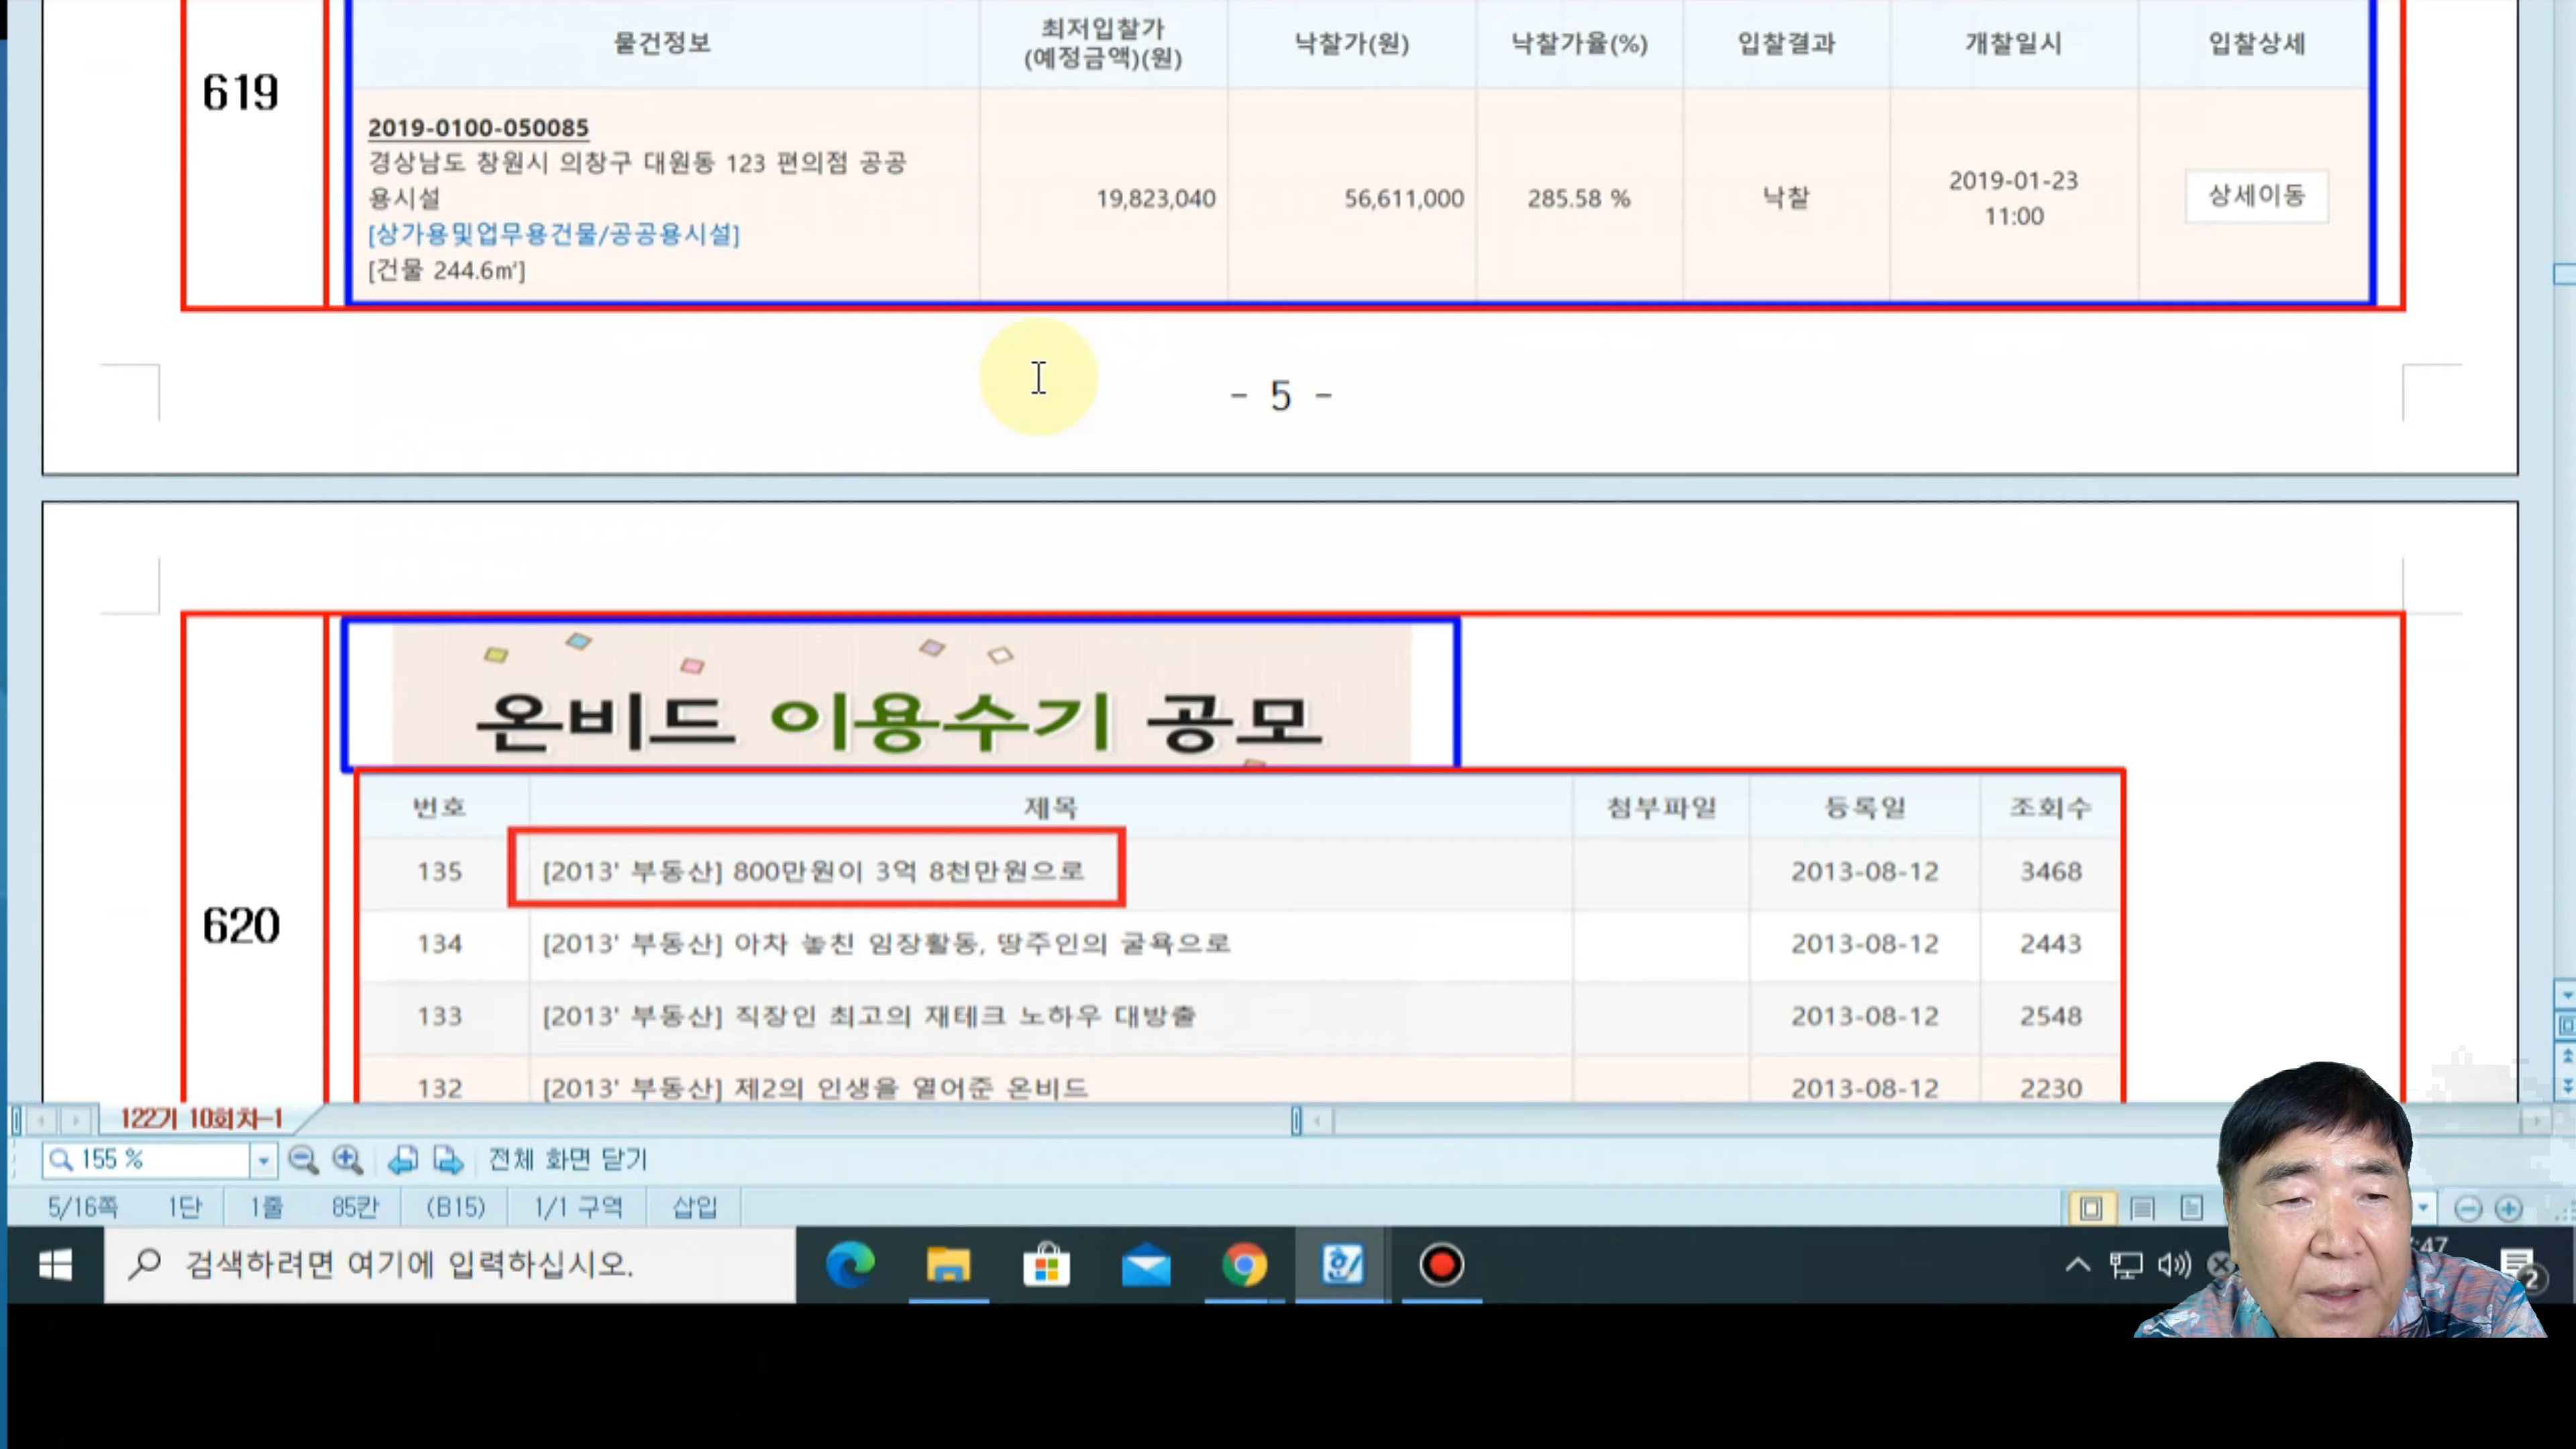 619
물건정보 최저입찰가 (예정금액)(원) 낙찰가(원) 낙찰가율(%) 입찰결과 개찰일시 입찰상세
2019-0100-050085
경상남도 창원시 의창구 대원동 123 편의점 공공
용시설
[상가용및업무용건물/공공용시설]
[건물 244.6㎡]
19,823,040 56,611,000 285.58 % 낙찰 2019-01-23 11:00 상세이동
- 5 -
620
온비드 이용수기 공모
번호 제목 첨부파일 등록일 조회수
135 [2013' 부동산] 800만원이 3억 8천만원으로 2013-08-12 3468
134 [2013' 부동산] 아차 놓친 임장활동, 땅주인의 굴욕으로 2013-08-12 2443
133 [2013' 부동산] 직장인 최고의 재테크 노하우 대방출 2013-08-12 2548
132 [2013' 부동산] 제2의 인생을 열어준 온비드 2013-08-12 2230
122기 10회차-1
155 % 전체 화면 닫기
5/16쪽 1단 1줄 85칸 (B15) 1/1 구역 삽입
검색하려면 여기에 입력하십시오.
:47
2